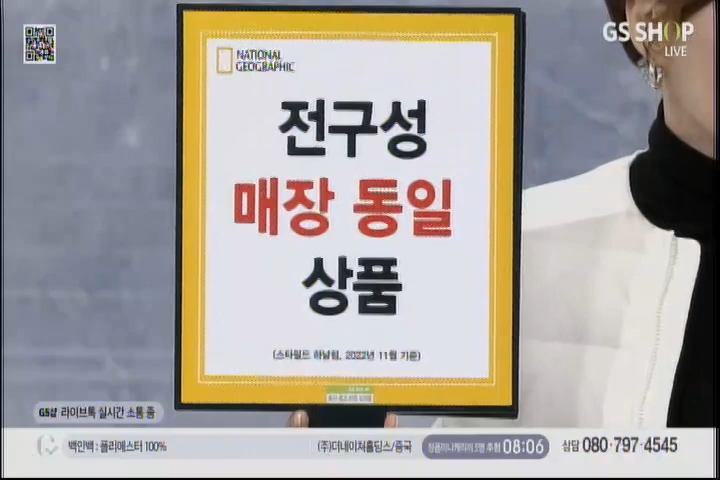 GS SHOP
LIVE
NATIONAL
GEOGRAPHIC
전구성
매장 동일
상품
(스타필드 하남점, 2022년 11월 기준)
GS샵 라이브톡 실시간 소통 중
백인백 : 폴리에스터 100%
(주)더네이쳐홀딩스/중국
추첨 08:06
상담 080·797·4545